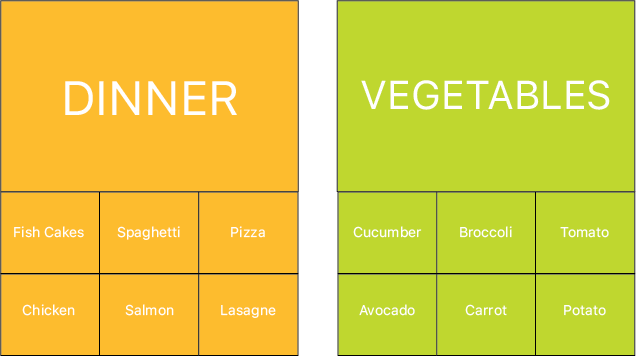 DINNER
Fish Cakes Spaghetti Pizza
Chicken Salmon Lasagne
VEGETABLES
Cucumber Broccoli Tomato
Avocado Carrot Potato